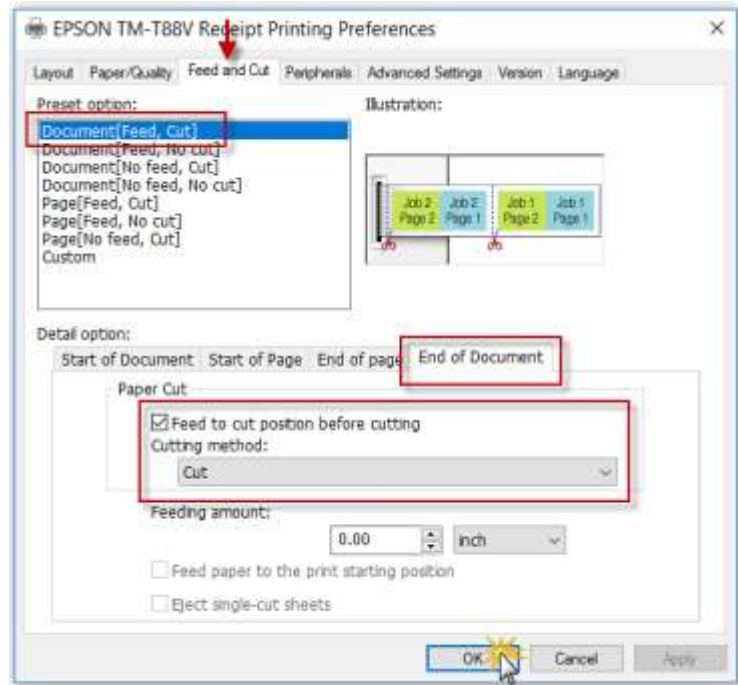 EPSON TM-T88V Receipt Printing Preferences
Layout Paper/Quality Feed and Cut Peripherals Advanced Settings Version Language
Preset option:
Illustration:
Document[Feed, Cut]
Document[Feed, No cut]
Document[No feed, Cut]
Document[No feed, No cut]
Page[Feed, Cut]
Page[Feed, No cut]
Page[No feed, Cut]
Custom
Job 2 Job 2 Job 1 Job 1
Page 2 Page 1 Page 2 Page 1
Detail option:
Start of Document Start of Page End of page End of Document
Paper Cut
Feed to cut position before cutting
Cutting method:
Cut
Feeding amount:
0.00 inch
Feed paper to the print starting position
Eject single-cut sheets
OK Cancel Apply